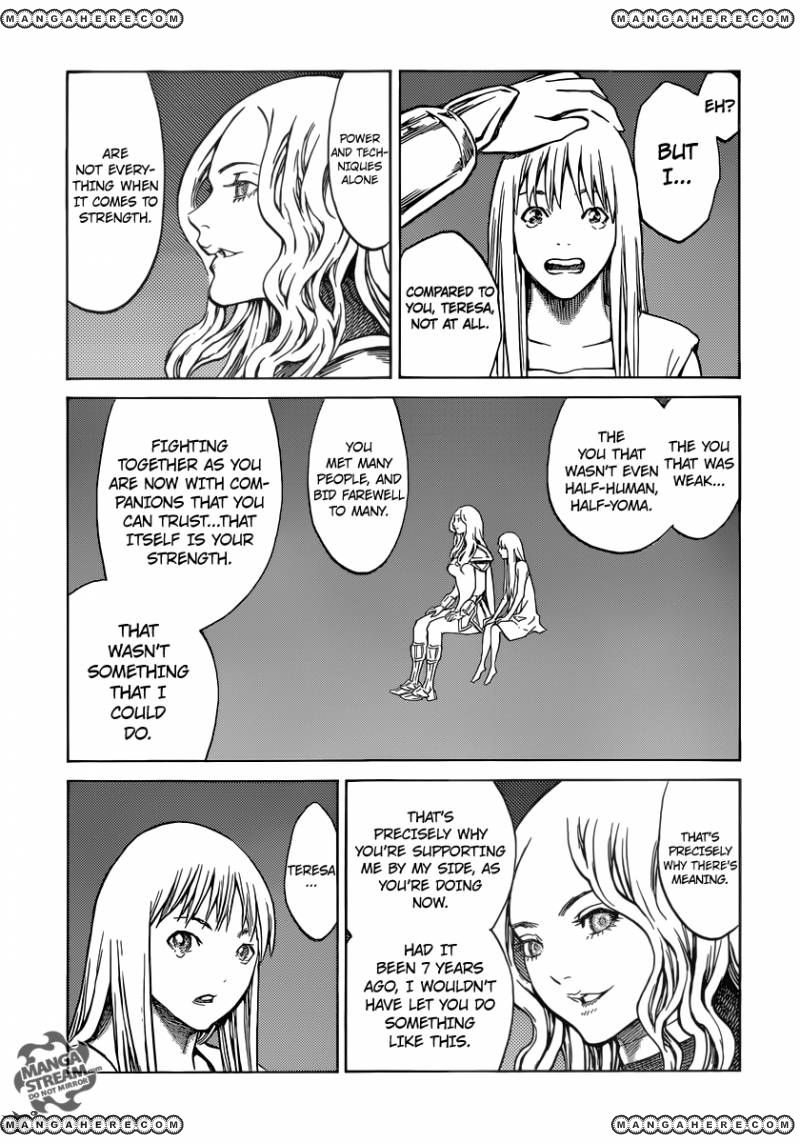 MANGAHERE.COM
MANGAHERE.COM
EH?
BUT
I...
COMPARED TO
YOU, TERESA,
NOT AT ALL.
POWER
AND TECH-
NIQUES
ALONE
ARE
NOT EVERY-
THING WHEN
IT COMES TO
STRENGTH.
THE YOU
THAT WAS
WEAK...
THE
YOU THAT
WASN'T EVEN
HALF-HUMAN,
HALF-YOMA.
YOU
MET MANY
PEOPLE, AND
BID FAREWELL
TO MANY.
FIGHTING
TOGETHER AS YOU
ARE NOW WITH COM-
PANIONS THAT YOU
CAN TRUST...THAT
ITSELF IS YOUR
STRENGTH.
THAT
WASN'T
SOMETHING
THAT I
COULD
DO.
THAT'S
PRECISELY
WHY THERE'S
MEANING.
THAT'S
PRECISELY WHY
YOU'RE SUPPORTING
ME BY MY SIDE, AS
YOU'RE DOING
NOW.
HAD IT
BEEN 7 YEARS
AGO, I WOULDN'T
HAVE LET YOU DO
SOMETHING
LIKE THIS.
TERESA
...
MANGA
STREAM.com
DO NOT MIRROR
MANGAHERE.COM
MANGAHERE.COM